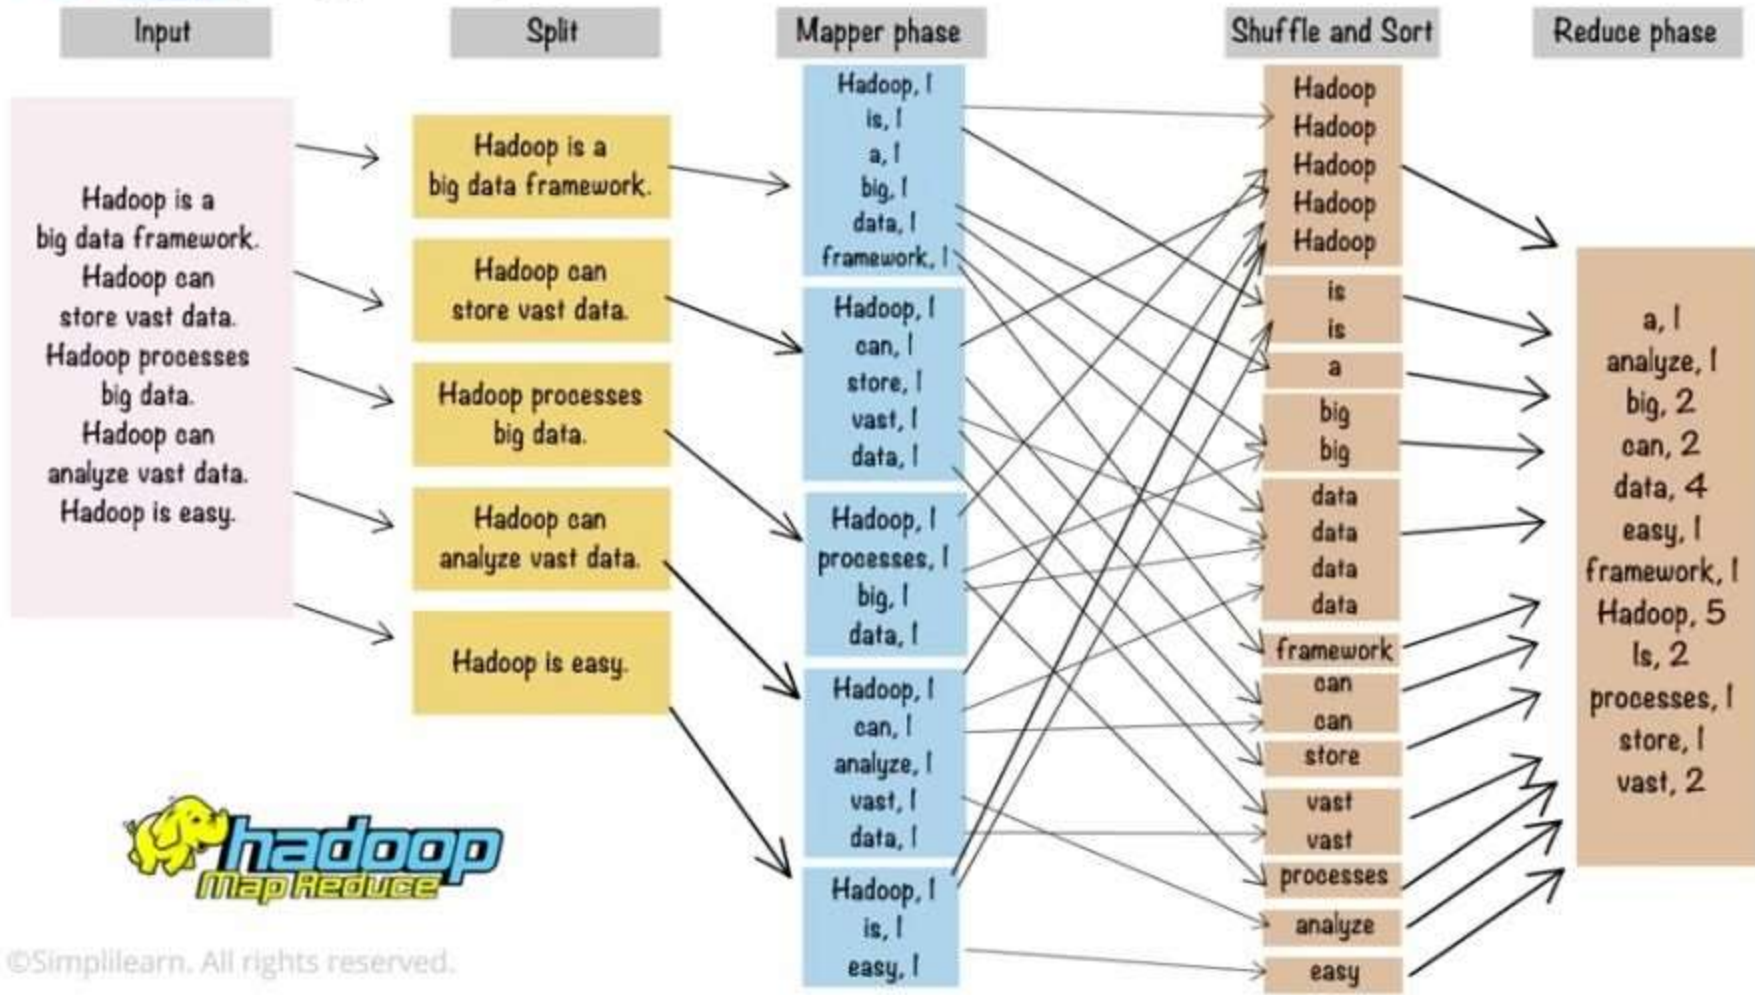 Input
Split
Mapper phase
Shuffle and Sort
Reduce phase
Hadoop is a
big data framework.
Hadoop can
store vast data.
Hadoop processes
big data.
Hadoop can
analyze vast data.
Hadoop is easy.
Hadoop is a
big data framework.
Hadoop can
store vast data.
Hadoop processes
big data.
Hadoop can
analyze vast data.
Hadoop is easy.
Hadoop, 1
is, 1
a, 1
big, 1
data, 1
framework, 1
Hadoop, 1
can, 1
store, 1
vast, 1
data, 1
Hadoop, 1
processes, 1
big, 1
data, 1
Hadoop, 1
can, 1
analyze, 1
vast, 1
data, 1
Hadoop, 1
is, 1
easy, 1
Hadoop
Hadoop
Hadoop
Hadoop
Hadoop
is
is
a
big
big
data
data
data
data
framework
can
can
store
vast
vast
processes
analyze
easy
a, 1
analyze, 1
big, 2
can, 2
data, 4
easy, 1
framework, 1
Hadoop, 5
Is, 2
processes, 1
store, 1
vast, 2
hadoop
Map Reduce
©Simplilearn. All rights reserved.